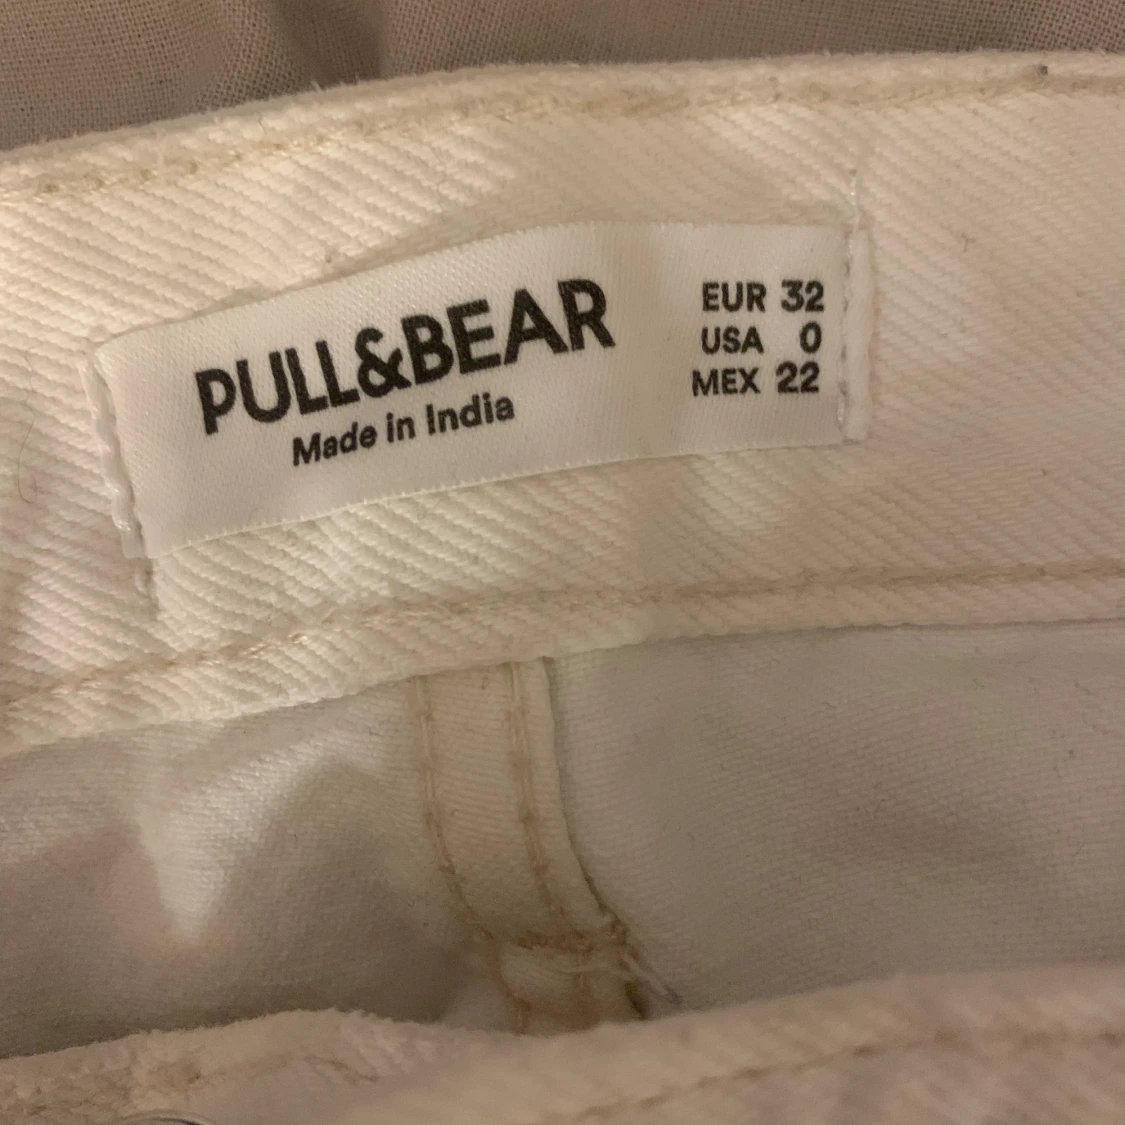 PULL&BEAR
Made in India
EUR 32
USA 0
MEX 22